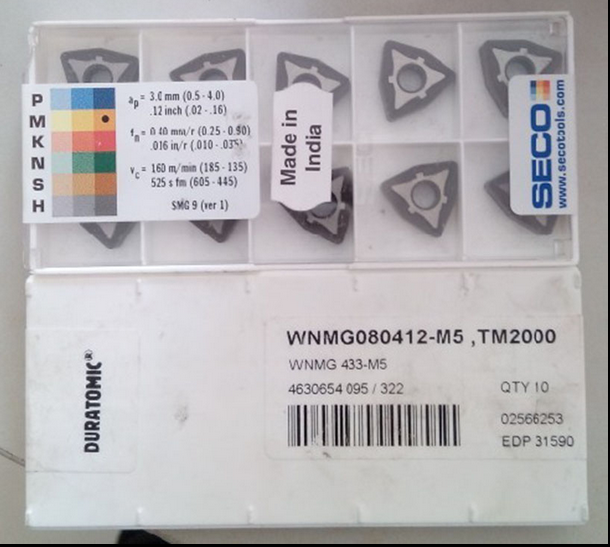 P
M
K
N
S
H
ap = 3.0 mm (0.5 - 4.0)
.12 inch (.02 - .16)
fn = 0.40 mm/r (0.25 - 0.90)
.016 in/r (.010 - .035)
vc = 160 m/min (185 - 135)
525 s fm (605 - 445)
SMG 9 (ver 1)
Made in
India
SECO
www.secotools.com
DURATOMIC®
WNMG080412-M5 ,TM2000
WNMG 433-M5
4630654 095 / 322
QTY 10
02566253
EDP 31590